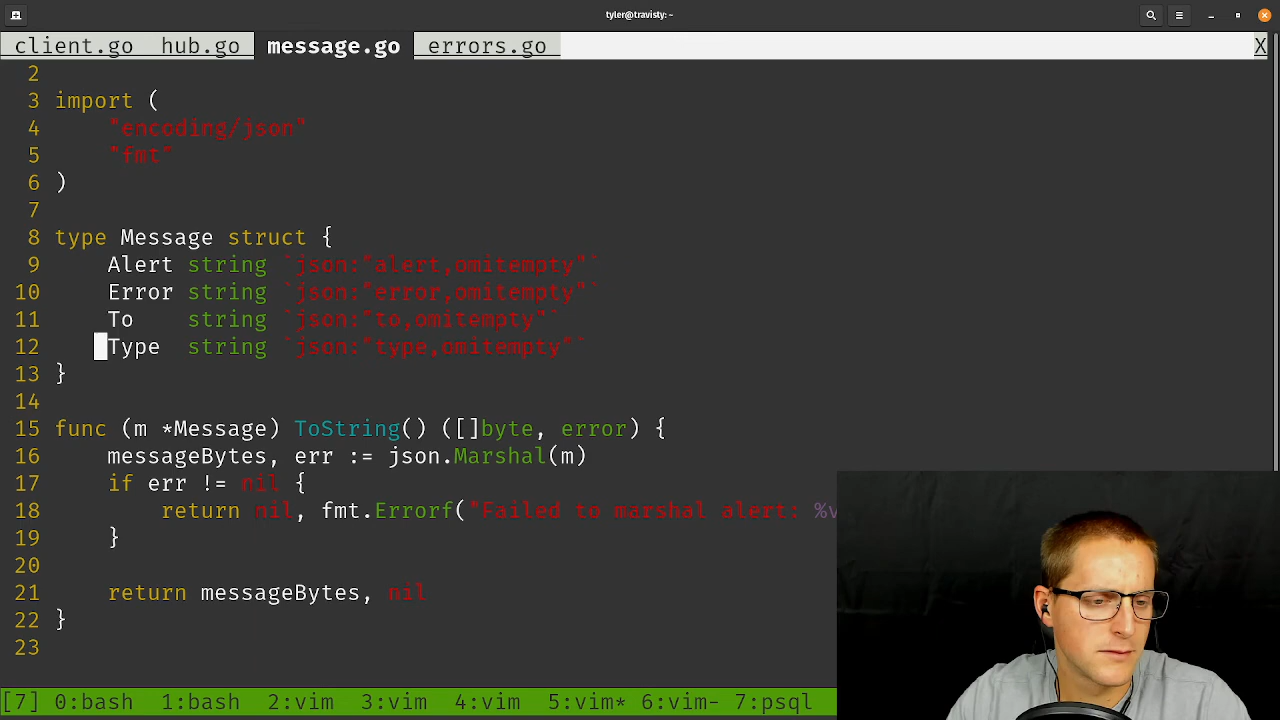 tyler@travisty: ~
client.go hub.go message.go errors.go X
2
3 import (
4 "encoding/json"
5 "fmt"
6 )
7
8 type Message struct {
9 Alert string `json:"alert,omitempty"`
10 Error string `json:"error,omitempty"`
11 To string `json:"to,omitempty"`
12 Type string `json:"type,omitempty"`
13 }
14
15 func (m *Message) ToString() ([]byte, error) {
16 messageBytes, err := json.Marshal(m)
17 if err != nil {
18 return nil, fmt.Errorf("Failed to marshal alert: %v
19 }
20
21 return messageBytes, nil
22 }
23
[7] 0:bash 1:bash 2:vim 3:vim 4:vim 5:vim* 6:vim- 7:psql